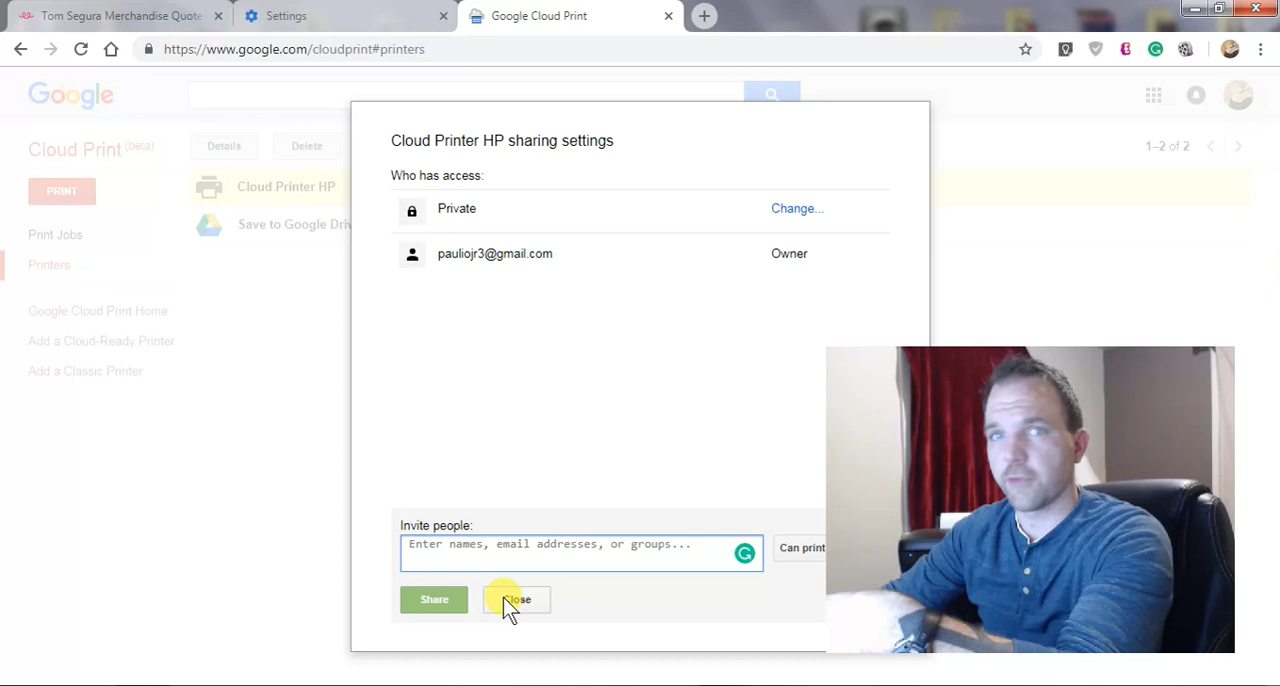 Tom Segura Merchandise Quote
Settings
Google Cloud Print
https://www.google.com/cloudprint#printers
Google
Cloud Print (beta)
Details
Delete
1–2 of 2
PRINT
Cloud Printer HP
Save to Google Driv
Print Jobs
Printers
Google Cloud Print Home
Add a Cloud-Ready Printer
Add a Classic Printer
Cloud Printer HP sharing settings
Who has access:
Private
Change...
pauliojr3@gmail.com
Owner
Invite people:
Enter names, email addresses, or groups...
Can print
Share
Close